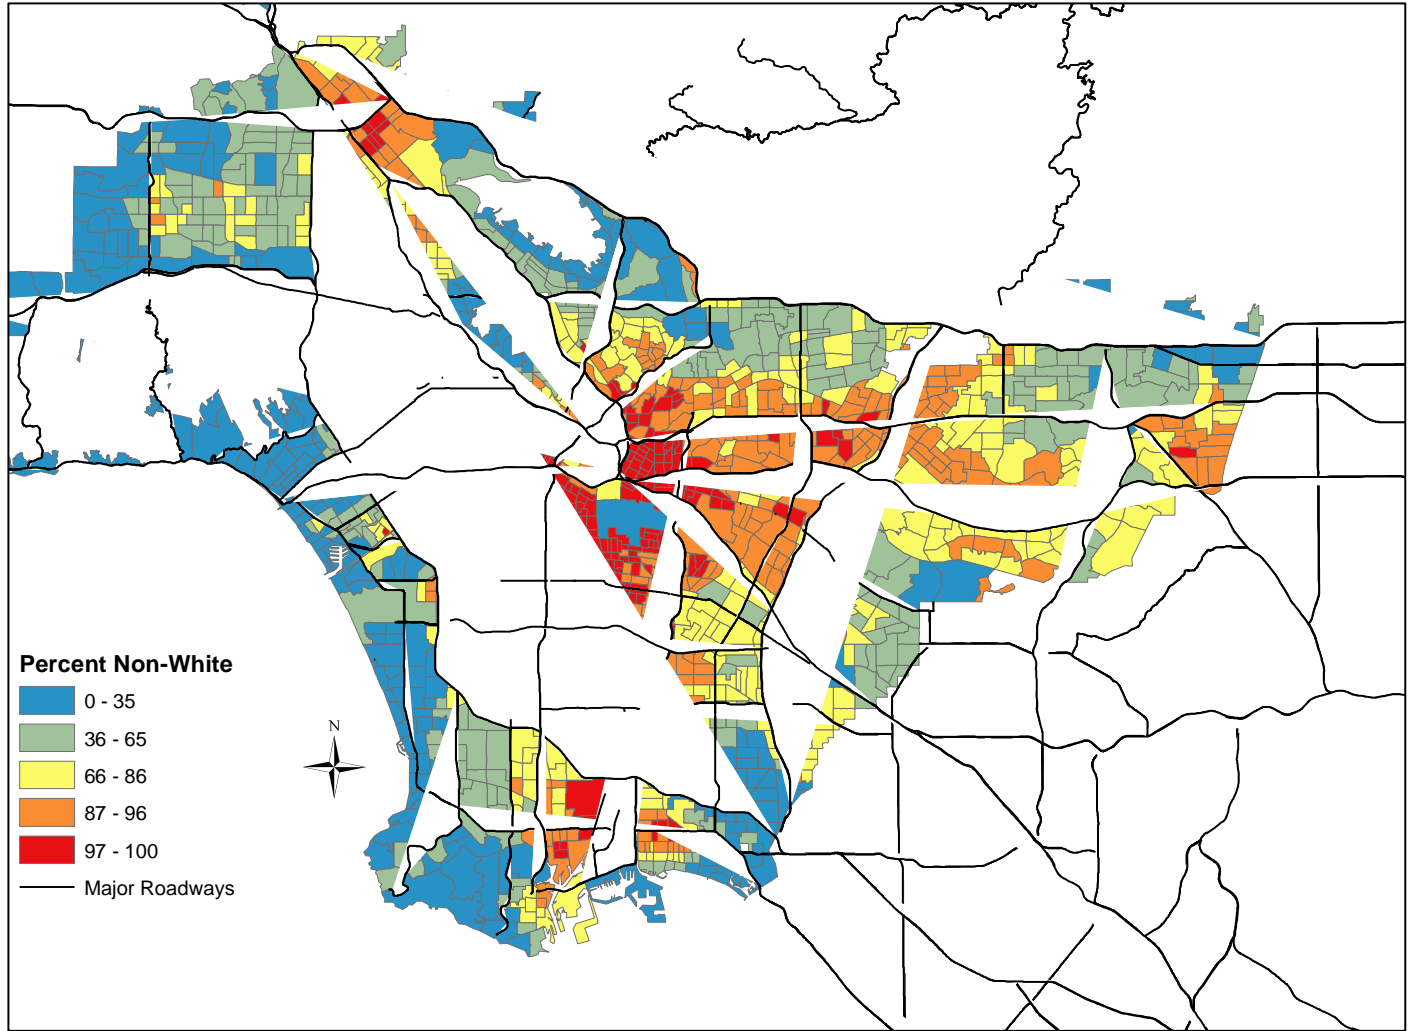 Percent Non-White
0 - 35
36 - 65
66 - 86
87 - 96
97 - 100
Major Roadways
N